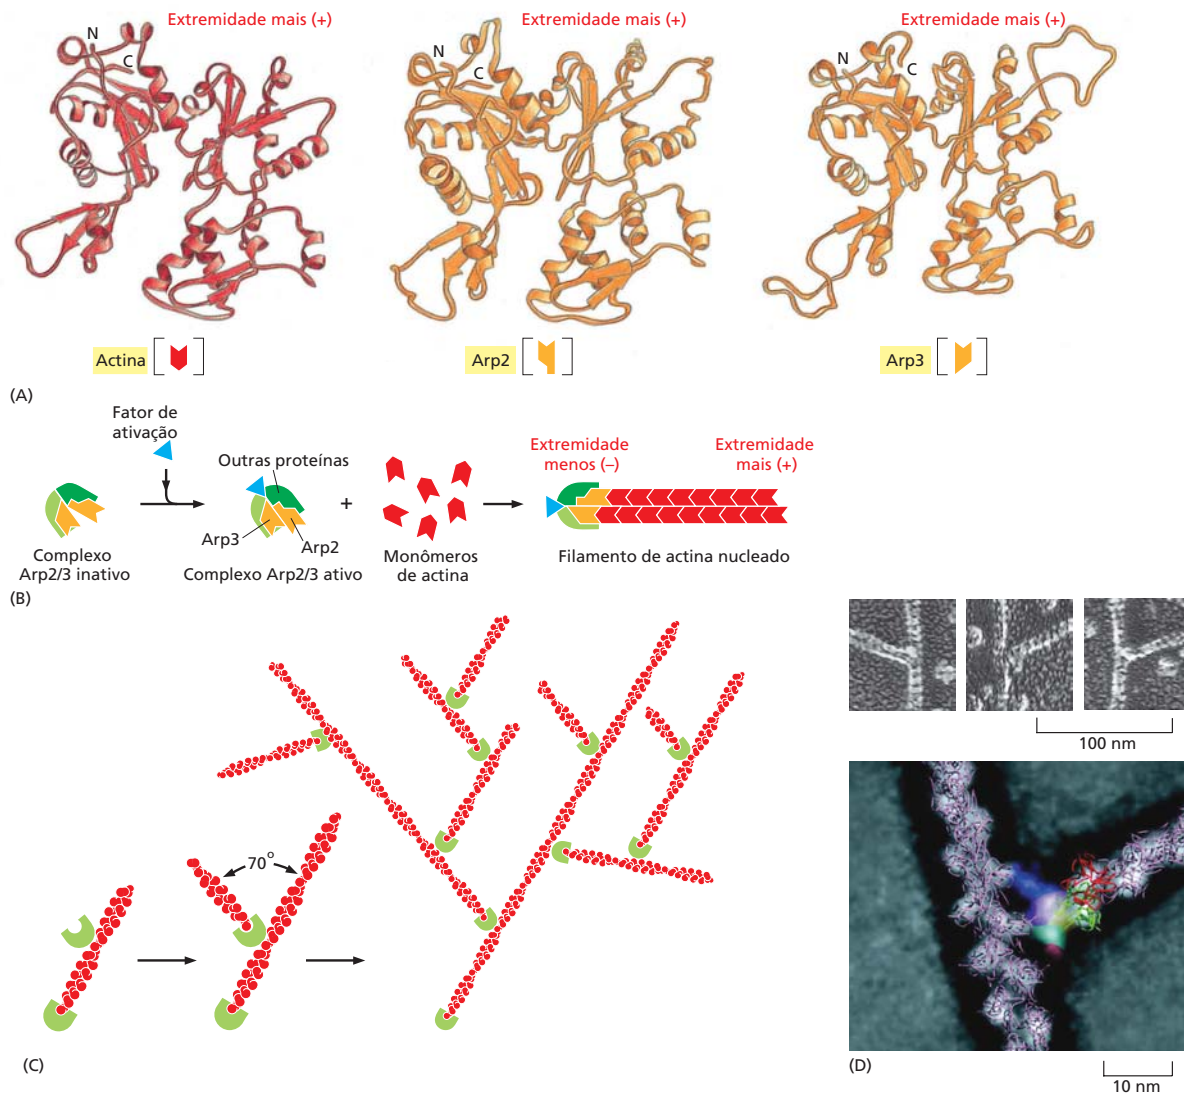 Extremidade mais (+)
Extremidade mais (+)
Extremidade mais (+)
N
C
N
C
N
C
Actina
Arp2
Arp3
(A)
Fator de
ativação
Outras proteínas
Arp3
Arp2
+
Extremidade
menos (–)
Extremidade
mais (+)
Complexo
Arp2/3 inativo
Complexo Arp2/3 ativo
Monômeros
de actina
Filamento de actina nucleado
(B)
70°
(C)
100 nm
(D)
10 nm